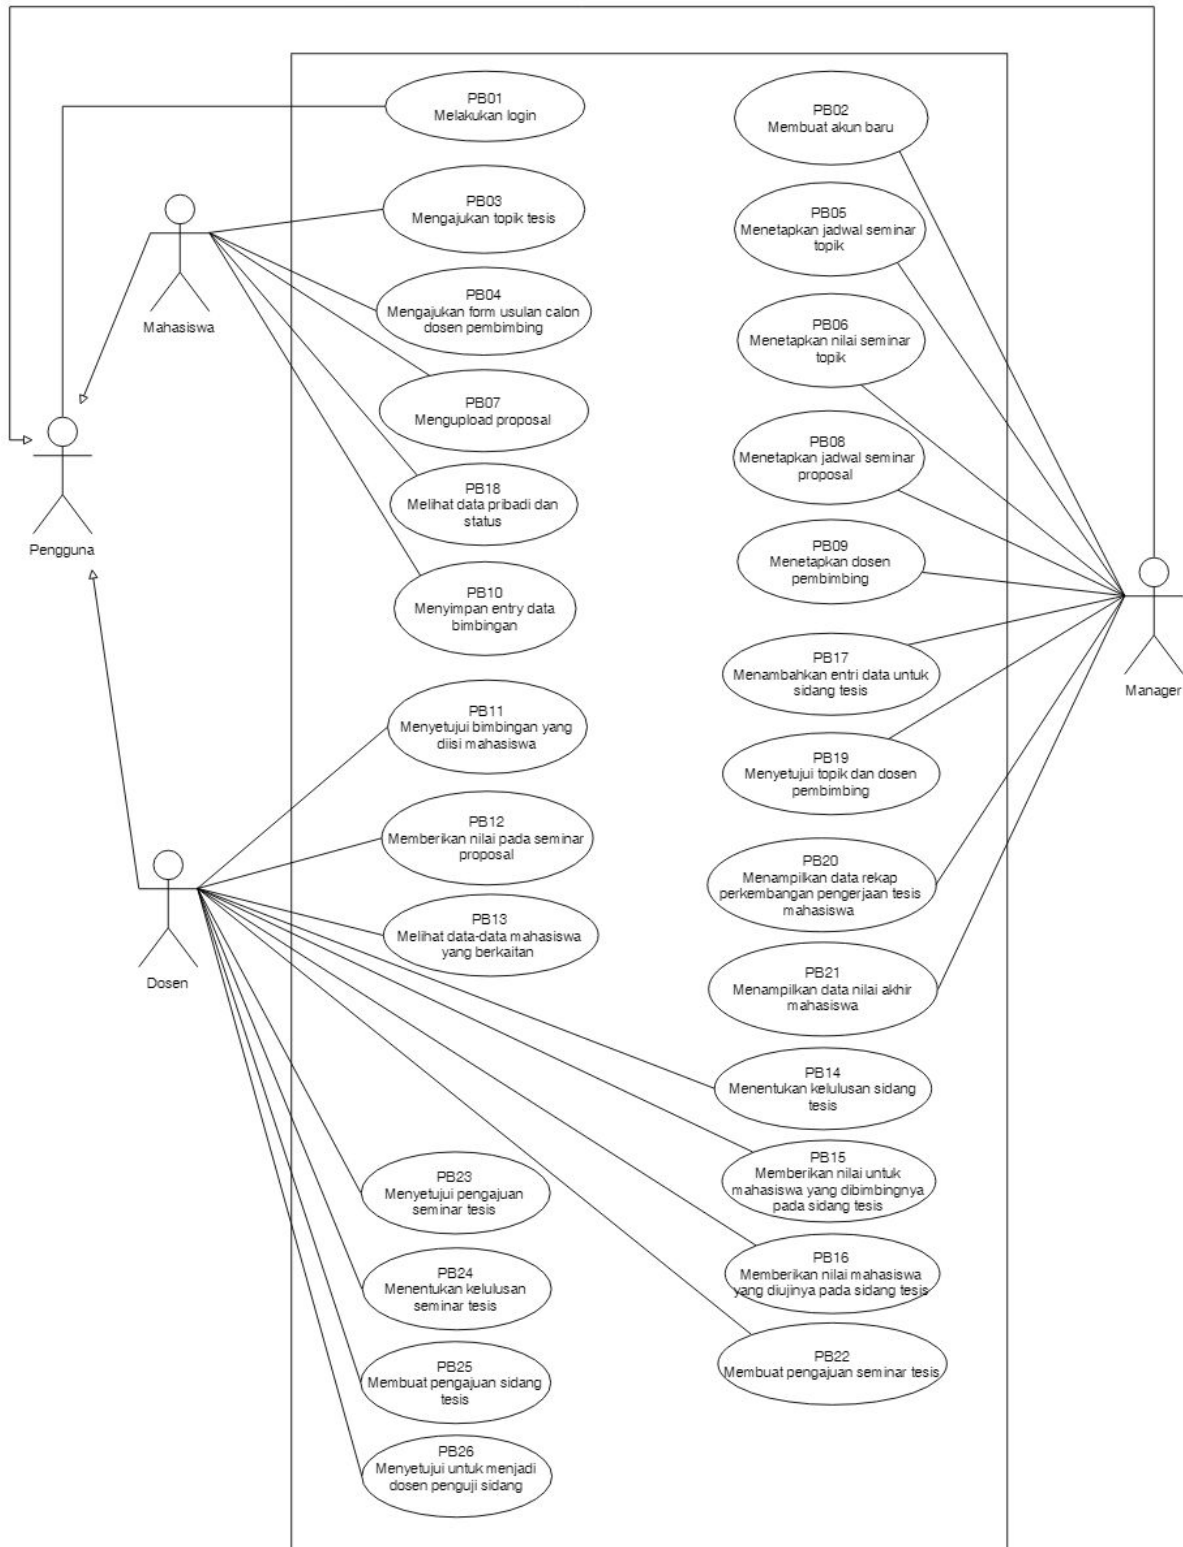 PB01
Melakukan login
PB02
Membuat akun baru
PB03
Mengajukan topik tesis
PB05
Menetapkan jadwal seminar
topik
Mahasiswa
PB04
Mengajukan form usulan calon
dosen pembimbing
PB06
Menetapkan nilai seminar
topik
PB07
Mengupload proposal
PB08
Menetapkan jadwal seminar
proposal
PB18
Melihat data pribadi dan
status
Pengguna
PB09
Menetapkan dosen
pembimbing
PB10
Menyimpan entry data
bimbingan
PB17
Menambahkan entri data untuk
sidang tesis
Manager
PB11
Menyetujui bimbingan yang
diisi mahasiswa
PB19
Menyetujui topik dan dosen
pembimbing
PB12
Memberikan nilai pada seminar
proposal
PB20
Menampilkan data rekap
perkembangan pengerjaan tesis
mahasiswa
PB13
Melihat data-data mahasiswa
yang berkaitan
Dosen
PB21
Menampilkan data nilai akhir
mahasiswa
PB14
Menentukan kelulusan sidang
tesis
PB15
Memberikan nilai untuk
mahasiswa yang dibimbingnya
pada sidang tesis
PB23
Menyetujui pengajuan
seminar tesis
PB16
Memberikan nilai mahasiswa
yang diujinya pada sidang tesis
PB24
Menentukan kelulusan
seminar tesis
PB22
Membuat pengajuan seminar tesis
PB25
Membuat pengajuan sidang
tesis
PB26
Menyetujui untuk menjadi
dosen penguji sidang